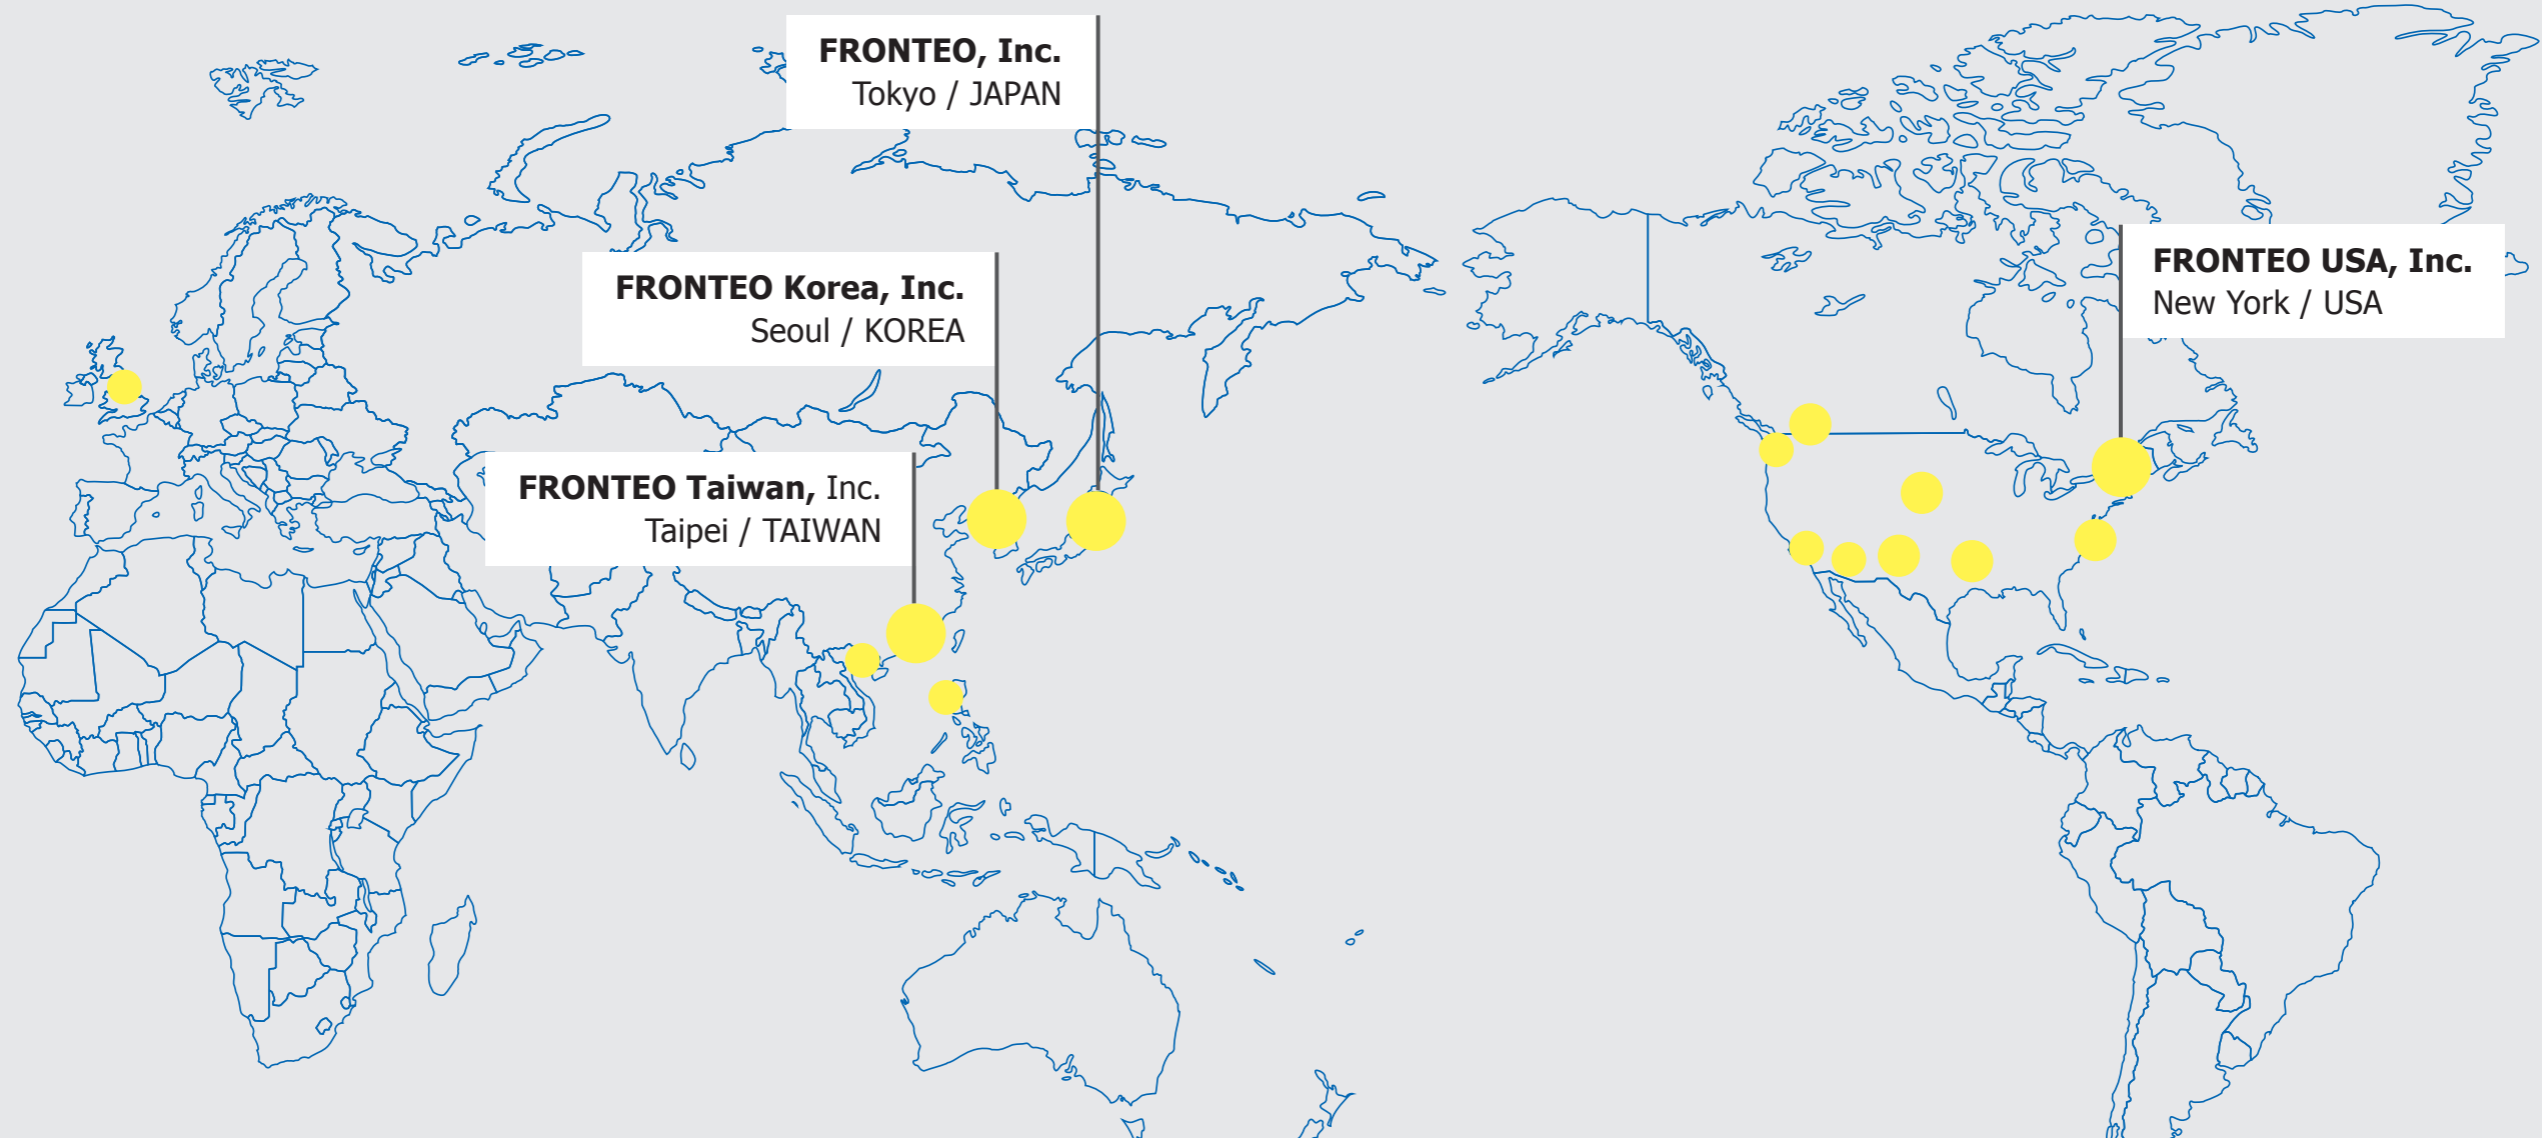 FRONTEO, Inc.
Tokyo / JAPAN
FRONTEO Korea, Inc.
Seoul / KOREA
FRONTEO Taiwan, Inc.
Taipei / TAIWAN
FRONTEO USA, Inc.
New York / USA